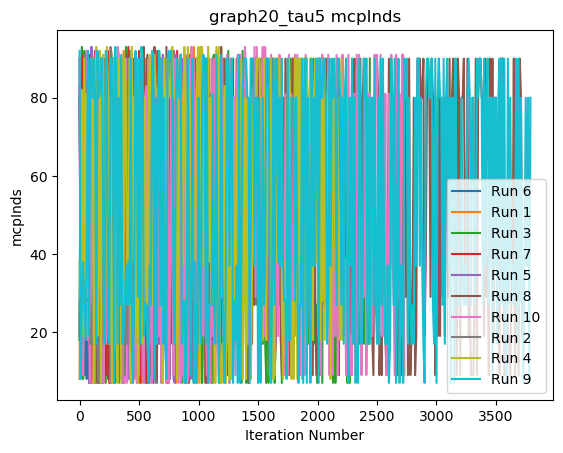 graph20_tau5 mcpInds
mcpInds
80
60
40
20
0
500
1000
1500
2000
2500
3000
3500
Iteration Number
Run 6
Run 1
Run 3
Run 7
Run 5
Run 8
Run 10
Run 2
Run 4
Run 9